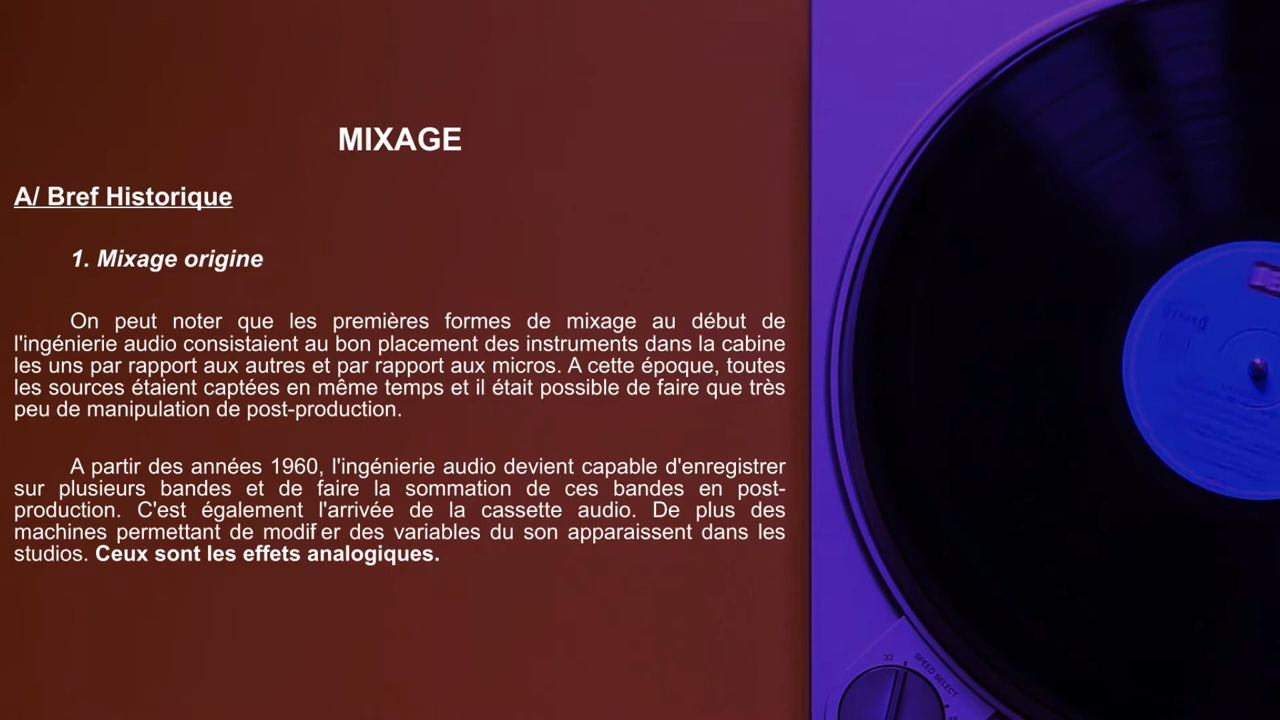 MIXAGE
A/ Bref Historique
1. Mixage origine
On peut noter que les premières formes de mixage au début de
l'ingénierie audio consistaient au bon placement des instruments dans la cabine
les uns par rapport aux autres et par rapport aux micros. A cette époque, toutes
les sources étaient captées en même temps et il était possible de faire que très
peu de manipulation de post-production.
A partir des années 1960, l'ingénierie audio devient capable d'enregistrer
sur plusieurs bandes et de faire la sommation de ces bandes en post-
production. C'est également l'arrivée de la cassette audio. De plus des
machines permettant de modif er des variables du son apparaissent dans les
studios. Ceux sont les effets analogiques.
33
SPEED SELECT